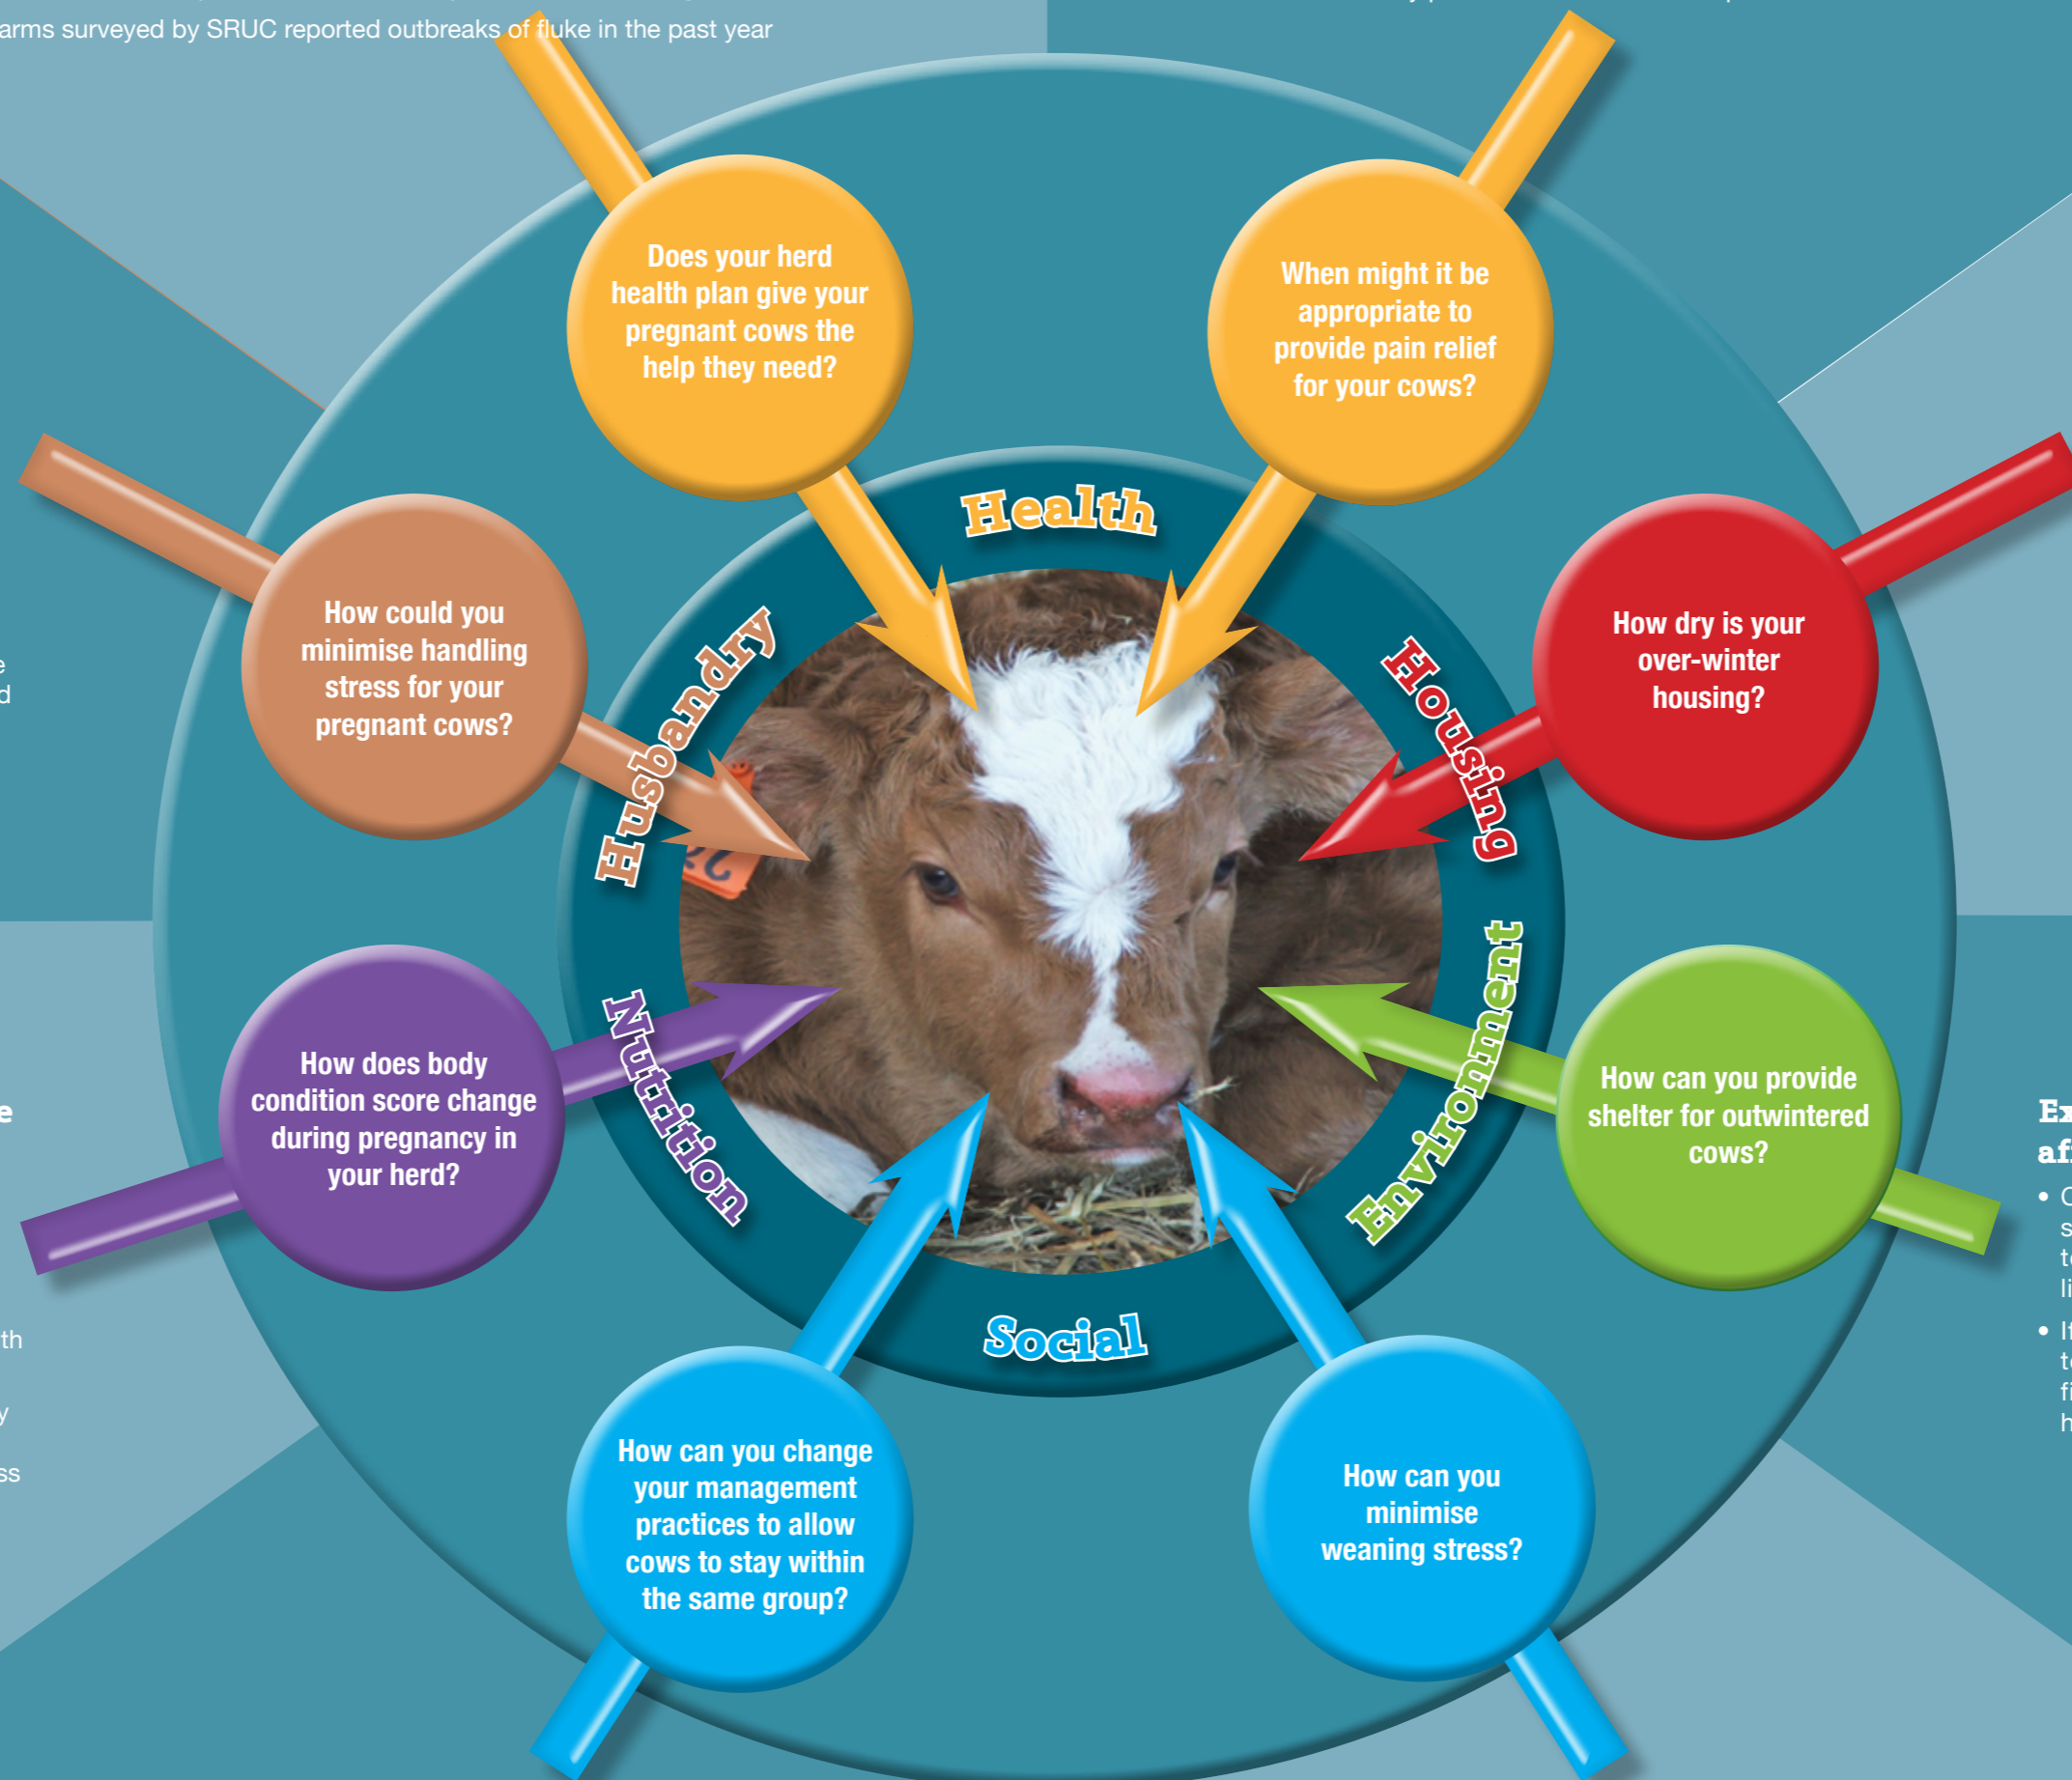 arms surveyed by SRUC reported outbreaks of fluke in the past year
Does your herd
health plan give your
pregnant cows the
help they need?
When might it be
appropriate to
provide pain relief
for your cows?
Health
How could you
minimise handling
stress for your
pregnant cows?
Husbandry
Housing
How dry is your
over-winter
housing?
How does body
condition score change
during pregnancy in
your herd?
Nutrition
Environment
How can you provide
shelter for outwintered
cows?
Social
How can you change
your management
practices to allow
cows to stay within
the same group?
How can you
minimise
weaning stress?